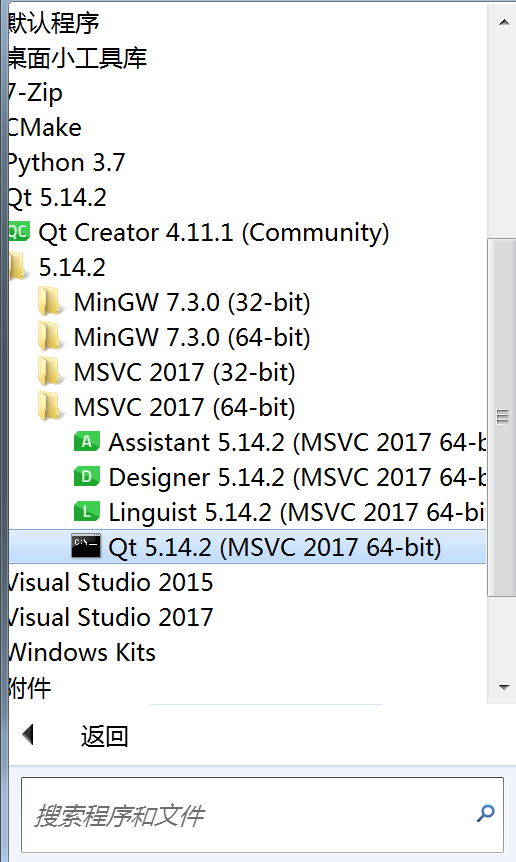 默认程序
桌面小工具库
7-Zip
CMake
Python 3.7
Qt 5.14.2
QC Qt Creator 4.11.1 (Community)
5.14.2
MinGW 7.3.0 (32-bit)
MinGW 7.3.0 (64-bit)
MSVC 2017 (32-bit)
MSVC 2017 (64-bit)
A Assistant 5.14.2 (MSVC 2017 64-b
D Designer 5.14.2 (MSVC 2017 64-b
L Linguist 5.14.2 (MSVC 2017 64-bi
C:\. Qt 5.14.2 (MSVC 2017 64-bit)
Visual Studio 2015
Visual Studio 2017
Windows Kits
附件
返回
搜索程序和文件